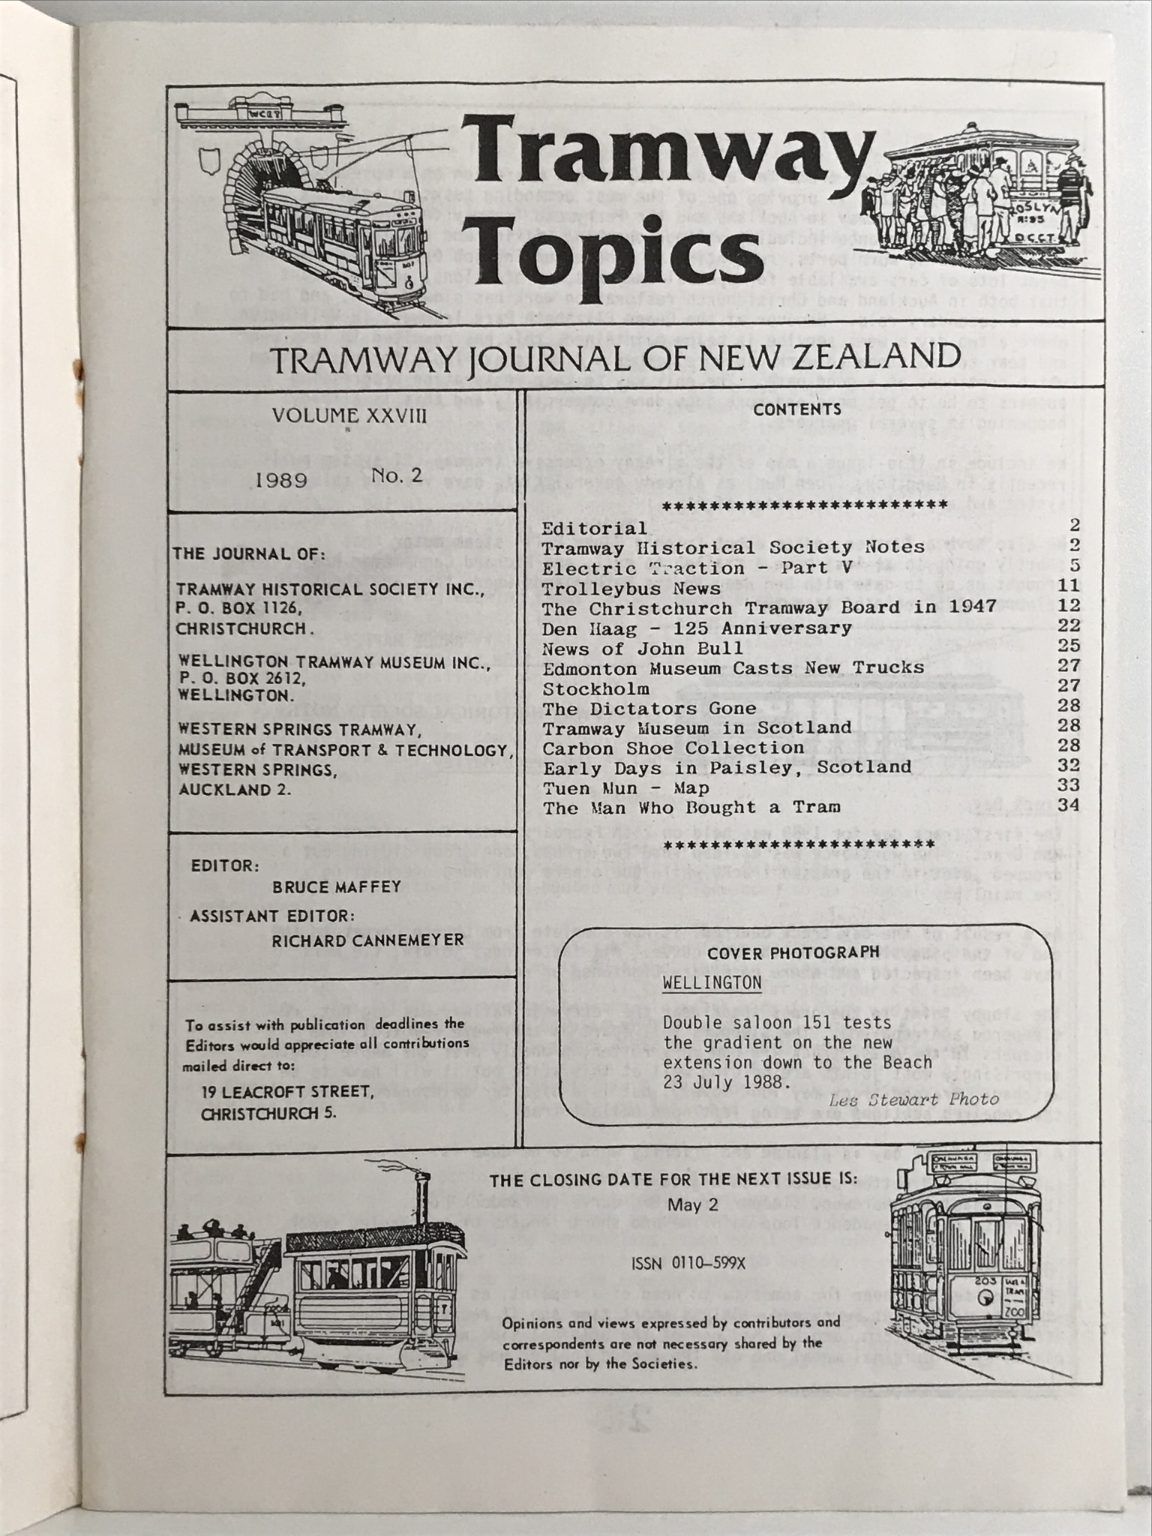 Tramway
Topics
WCRT
OSLYN
D.C.C.T.
TRAMWAY JOURNAL OF NEW ZEALAND
VOLUME XXVIII
1989 No. 2
THE JOURNAL OF:
TRAMWAY HISTORICAL SOCIETY INC.,
P. O. BOX 1126,
CHRISTCHURCH.
WELLINGTON TRAMWAY MUSEUM INC.,
P. O. BOX 2612,
WELLINGTON.
WESTERN SPRINGS TRAMWAY,
MUSEUM of TRANSPORT & TECHNOLOGY,
WESTERN SPRINGS,
AUCKLAND 2.
EDITOR:
BRUCE MAFFEY
ASSISTANT EDITOR:
RICHARD CANNEMEYER
To assist with publication deadlines the
Editors would appreciate all contributions
mailed direct to:
19 LEACROFT STREET,
CHRISTCHURCH 5.
CONTENTS
************************
Editorial 2
Tramway Historical Society Notes 2
Electric Traction - Part V 5
Trolleybus News 11
The Christchurch Tramway Board in 1947 12
Den Haag - 125 Anniversary 22
News of John Bull 25
Edmonton Museum Casts New Trucks 27
Stockholm 27
The Dictators Gone 28
Tramway Museum in Scotland 28
Carbon Shoe Collection 28
Early Days in Paisley, Scotland 32
Tuen Mun - Map 33
The Man Who Bought a Tram 34
***********************
COVER PHOTOGRAPH
WELLINGTON
Double saloon 151 tests
the gradient on the new
extension down to the Beach
23 July 1988.
Les Stewart Photo
THE CLOSING DATE FOR THE NEXT ISSUE IS:
May 2
ISSN 0110-599X
Opinions and views expressed by contributors and
correspondents are not necessary shared by the
Editors nor by the Societies.
203
TRAM
ZOO